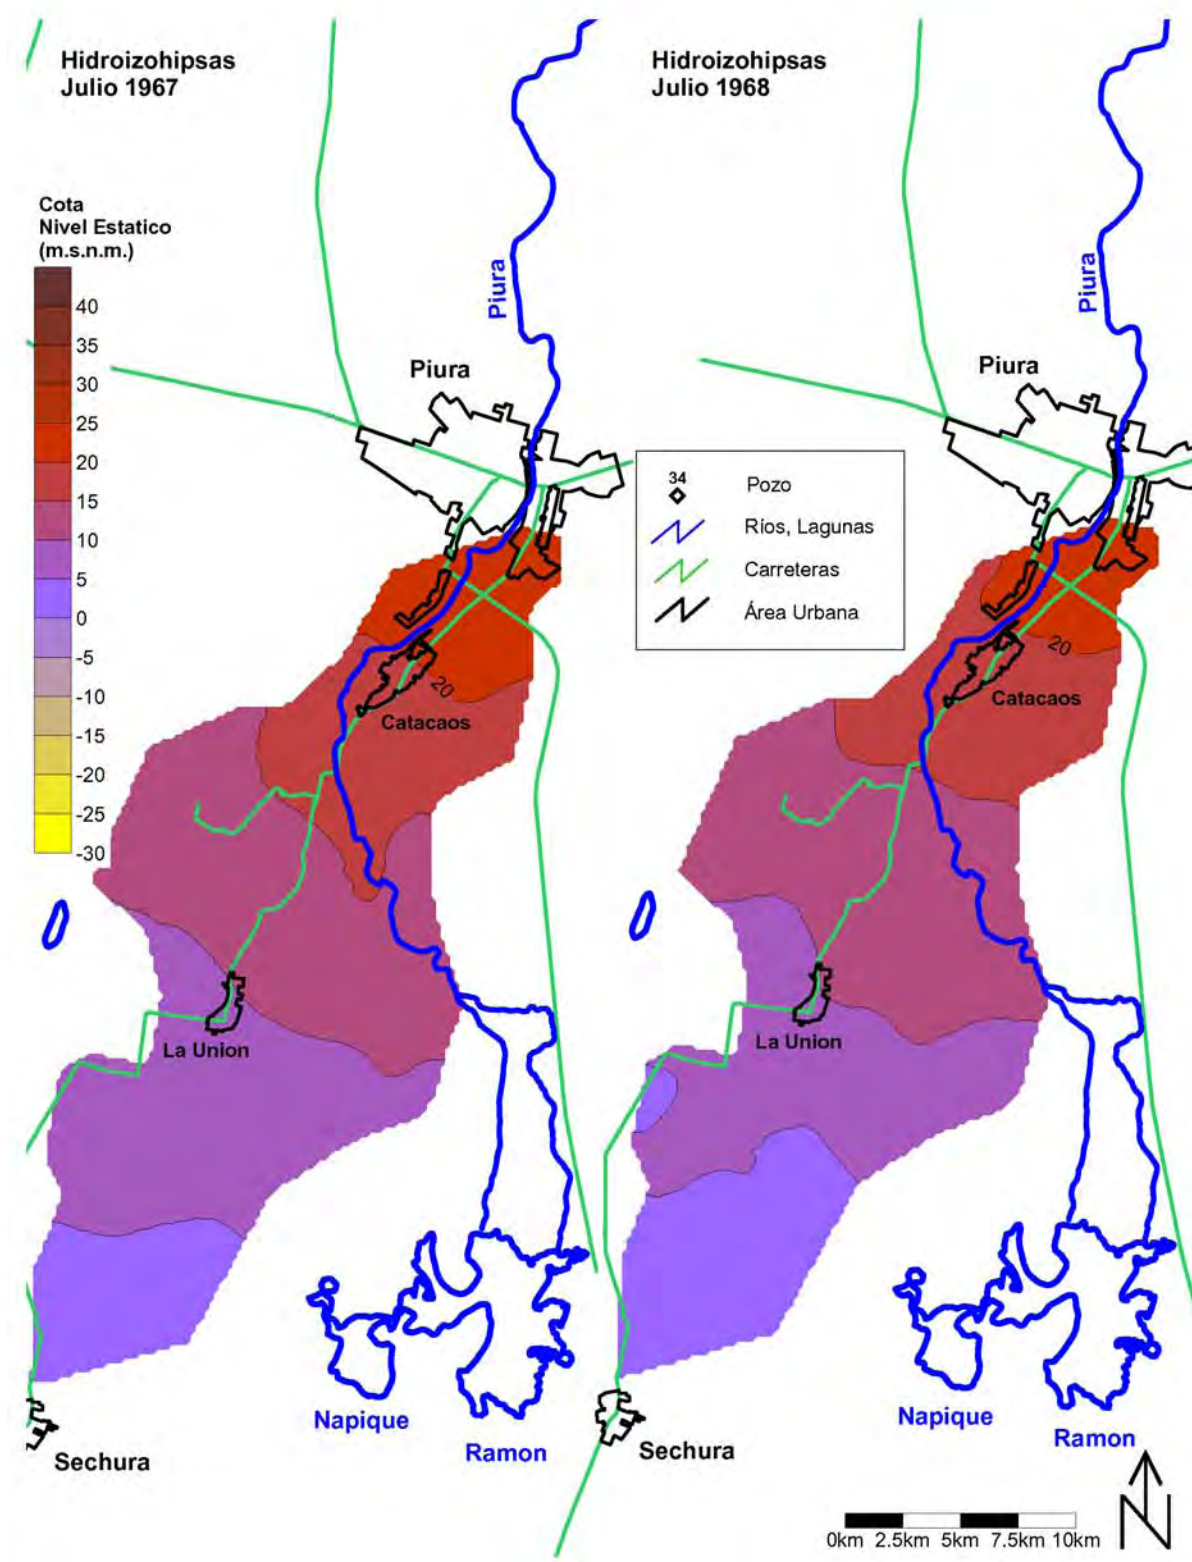 Hidroizohipsas
Julio 1967
Hidroizohipsas
Julio 1968
Cota
Nivel Estatico
(m.s.n.m.)
40
35
30
25
20
15
10
5
0
-5
-10
-15
-20
-25
-30
Piura
Piura
20
Catacaos
La Union
Napique
Ramon
Sechura
34
Pozo
Ríos, Lagunas
Carreteras
Área Urbana
Piura
Piura
20
Catacaos
La Union
Napique
Ramon
Sechura
0km 2.5km 5km 7.5km 10km
N